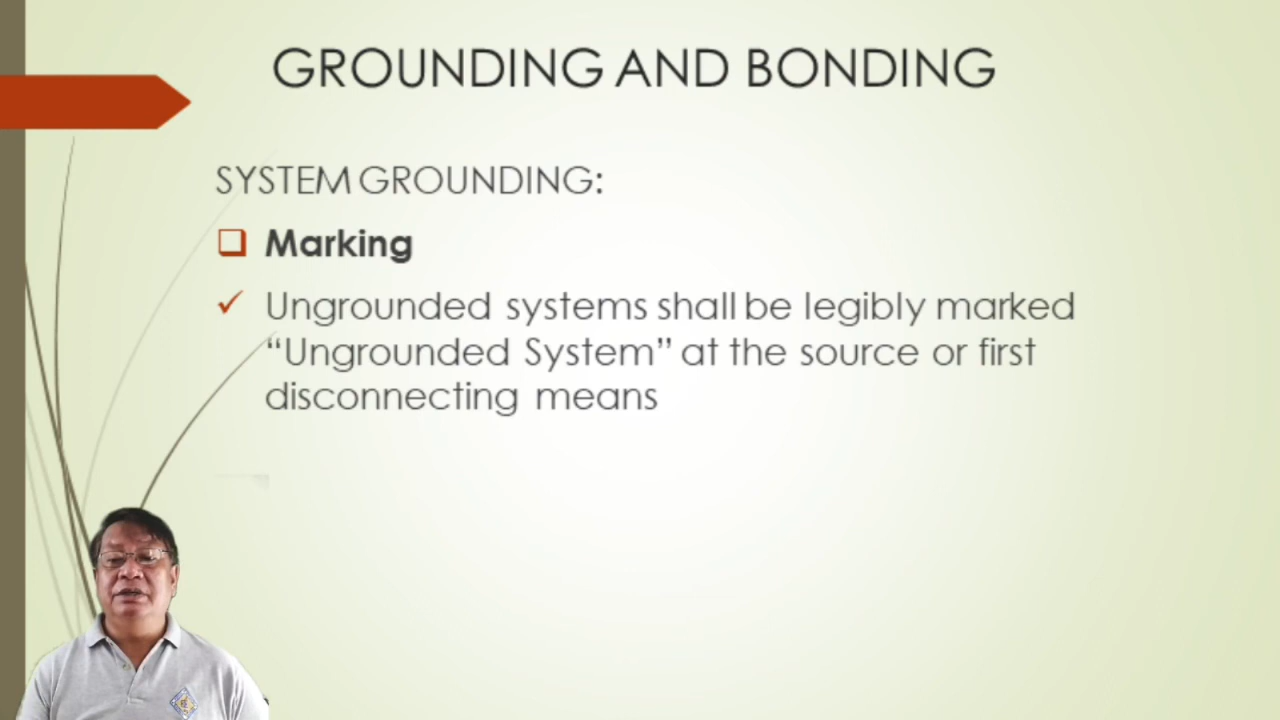 GROUNDING AND BONDING
SYSTEM GROUNDING:
Marking
Ungrounded systems shall be legibly marked
“Ungrounded System” at the source or first
disconnecting means